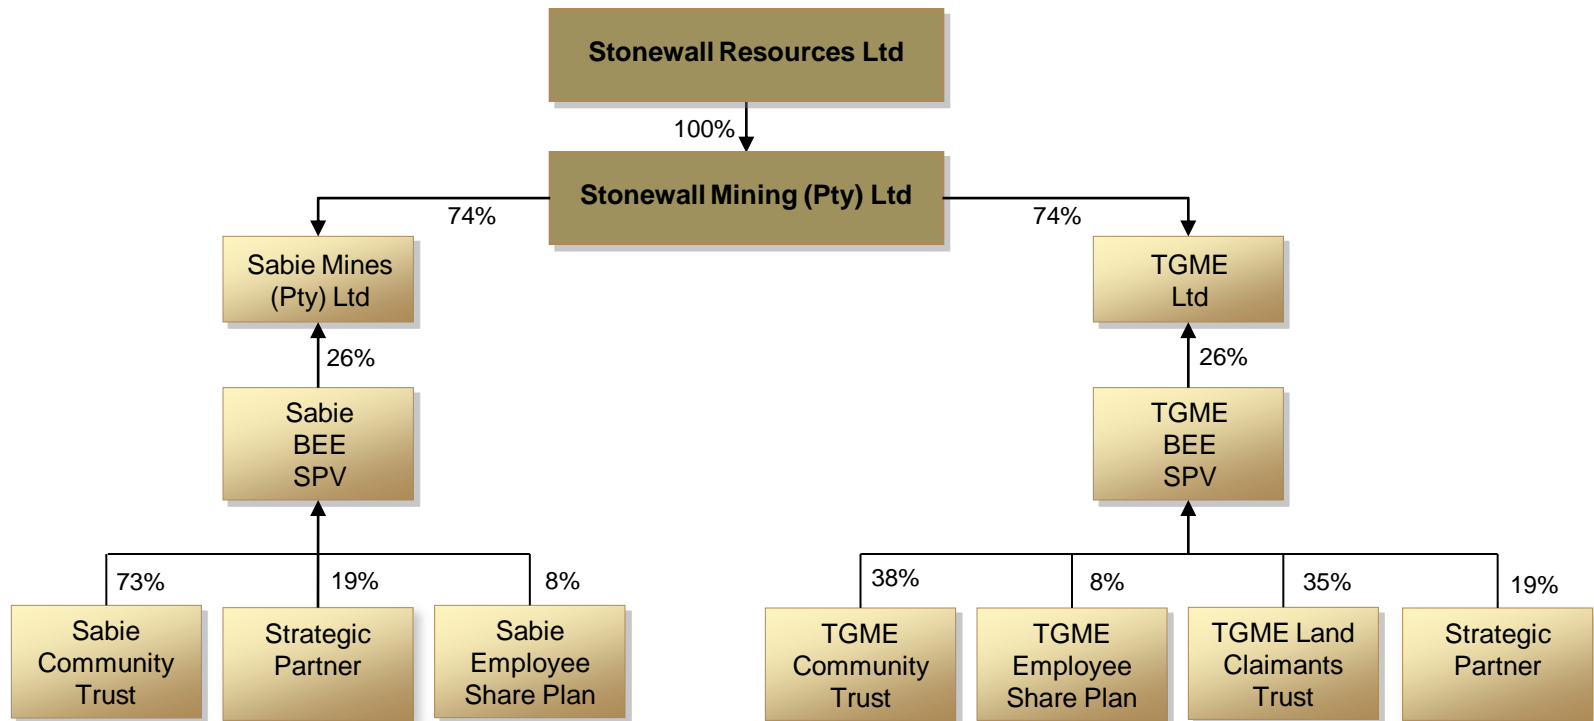 Stonewall Resources Ltd
100%
Stonewall Mining (Pty) Ltd
74%
74%
Sabie Mines
(Pty) Ltd
TGME
Ltd
26%
26%
Sabie
BEE
SPV
TGME
BEE
SPV
73%
19%
8%
38%
8%
35%
19%
Sabie
Community
Trust
Strategic
Partner
Sabie
Employee
Share Plan
TGME
Community
Trust
TGME
Employee
Share Plan
TGME Land
Claimants
Trust
Strategic
Partner